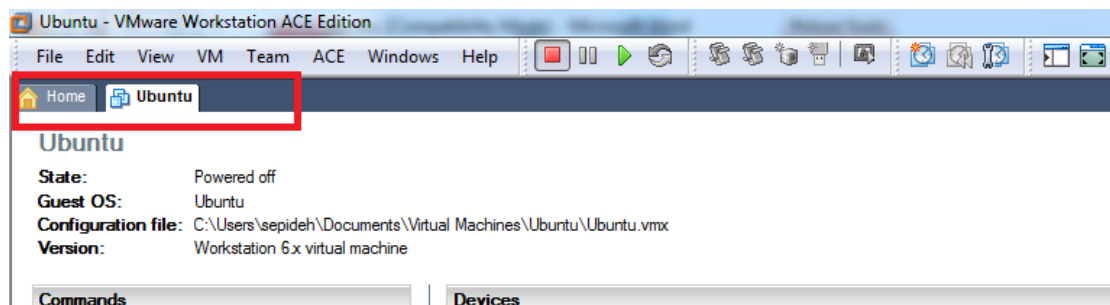 Ubuntu - VMware Workstation ACE Edition
File Edit View VM Team ACE Windows Help
Home Ubuntu
Ubuntu
State: Powered off
Guest OS: Ubuntu
Configuration file: C:\Users\sepideh\Documents\Virtual Machines\Ubuntu\Ubuntu.vmx
Version: Workstation 6.x virtual machine
Commands Devices